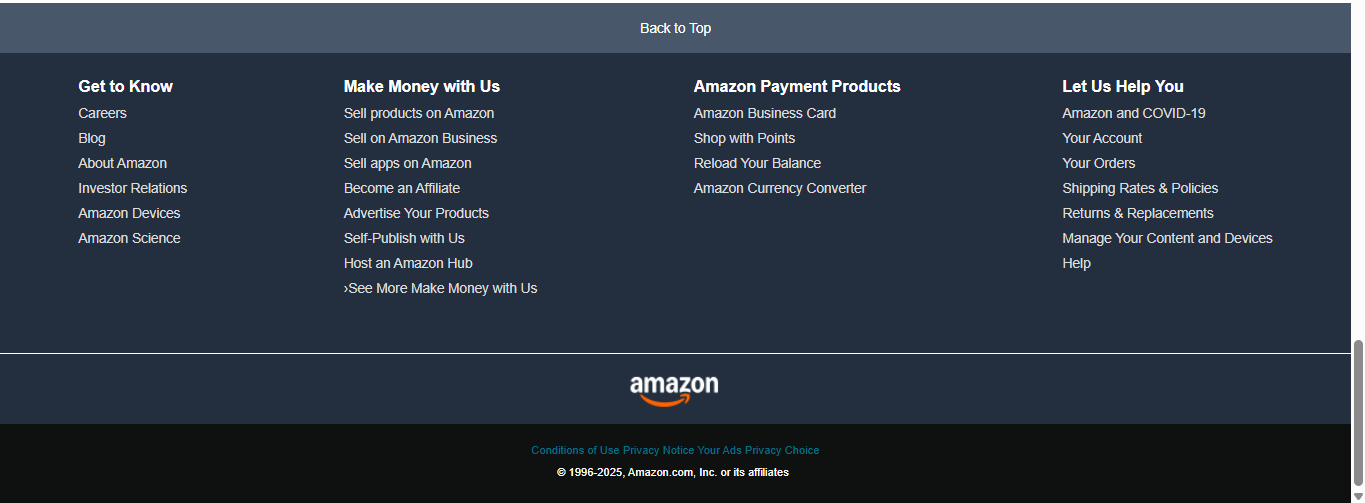 Back to Top
Get to Know
Careers
Blog
About Amazon
Investor Relations
Amazon Devices
Amazon Science
Make Money with Us
Sell products on Amazon
Sell on Amazon Business
Sell apps on Amazon
Become an Affiliate
Advertise Your Products
Self-Publish with Us
Host an Amazon Hub
›See More Make Money with Us
Amazon Payment Products
Amazon Business Card
Shop with Points
Reload Your Balance
Amazon Currency Converter
Let Us Help You
Amazon and COVID-19
Your Account
Your Orders
Shipping Rates & Policies
Returns & Replacements
Manage Your Content and Devices
Help
amazon
Conditions of Use Privacy Notice Your Ads Privacy Choice
© 1996-2025, Amazon.com, Inc. or its affiliates